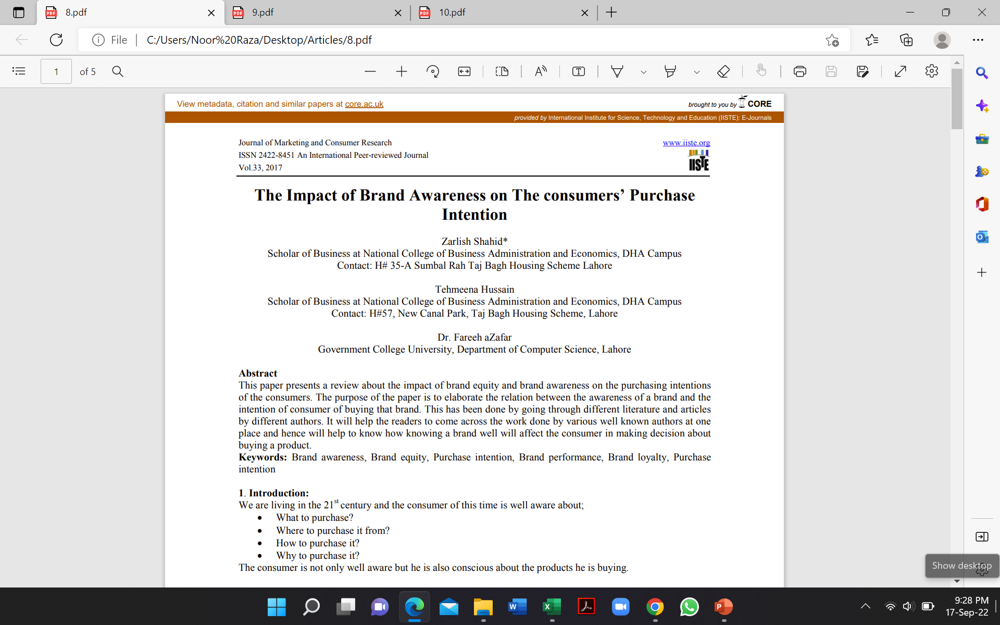 8.pdf
9.pdf
10.pdf
File
C:/Users/Noor%20Raza/Desktop/Articles/8.pdf
1 of 5
View metadata, citation and similar papers at core.ac.uk
brought to you by CORE
provided by International Institute for Science, Technology and Education (IISTE): E-Journals
Journal of Marketing and Consumer Research
www.iiste.org
ISSN 2422-8451 An International Peer-reviewed Journal
Vol.33, 2017
IISTE
The Impact of Brand Awareness on The consumers’ Purchase
Intention
Zarlish Shahid*
Scholar of Business at National College of Business Administration and Economics, DHA Campus
Contact: H# 35-A Sumbal Rah Taj Bagh Housing Scheme Lahore
Tehmeena Hussain
Scholar of Business at National College of Business Administration and Economics, DHA Campus
Contact: H#57, New Canal Park, Taj Bagh Housing Scheme, Lahore
Dr. Fareeh aZafar
Government College University, Department of Computer Science, Lahore
Abstract
This paper presents a review about the impact of brand equity and brand awareness on the purchasing intentions
of the consumers. The purpose of the paper is to elaborate the relation between the awareness of a brand and the
intention of consumer of buying that brand. This has been done by going through different literature and articles
by different authors. It will help the readers to come across the work done by various well known authors at one
place and hence will help to know how knowing a brand well will affect the consumer in making decision about
buying a product.
Keywords: Brand awareness, Brand equity, Purchase intention, Brand performance, Brand loyalty, Purchase
intention
1. Introduction:
We are living in the 21st century and the consumer of this time is well aware about;
• What to purchase?
• Where to purchase it from?
• How to purchase it?
• Why to purchase it?
The consumer is not only well aware but he is also conscious about the products he is buying.
Show desktop
9:28 PM
17-Sep-22